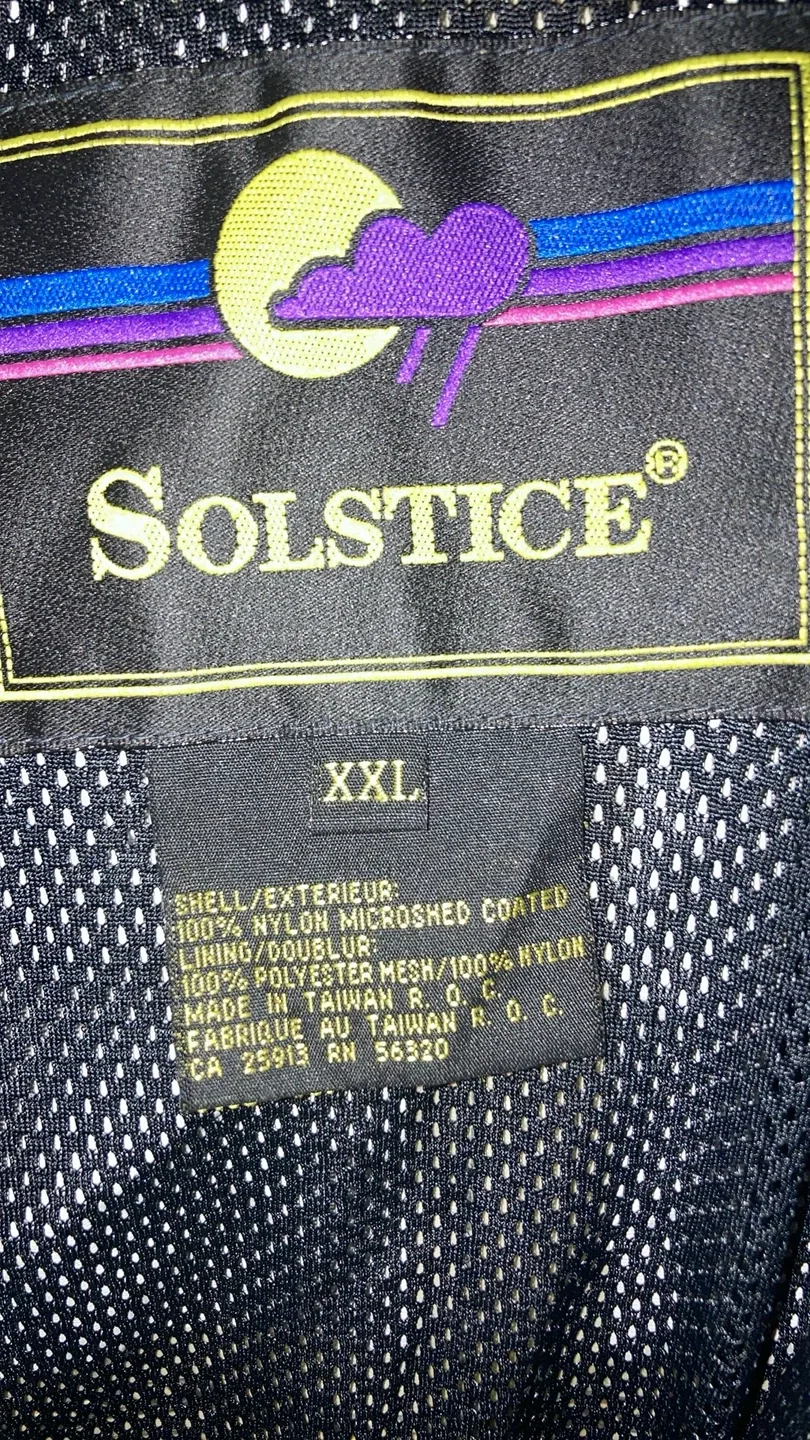 SOLSTICE®
XXL
SHELL/EXTERIEUR:
100% NYLON MICROSHED COATED
LINING/DOUBLUR:
100% POLYESTER MESH/100% NYLON
MADE IN TAIWAN R. O. C.
FABRIQUE AU TAIWAN R. O. C.
CA 25913 RN 56320